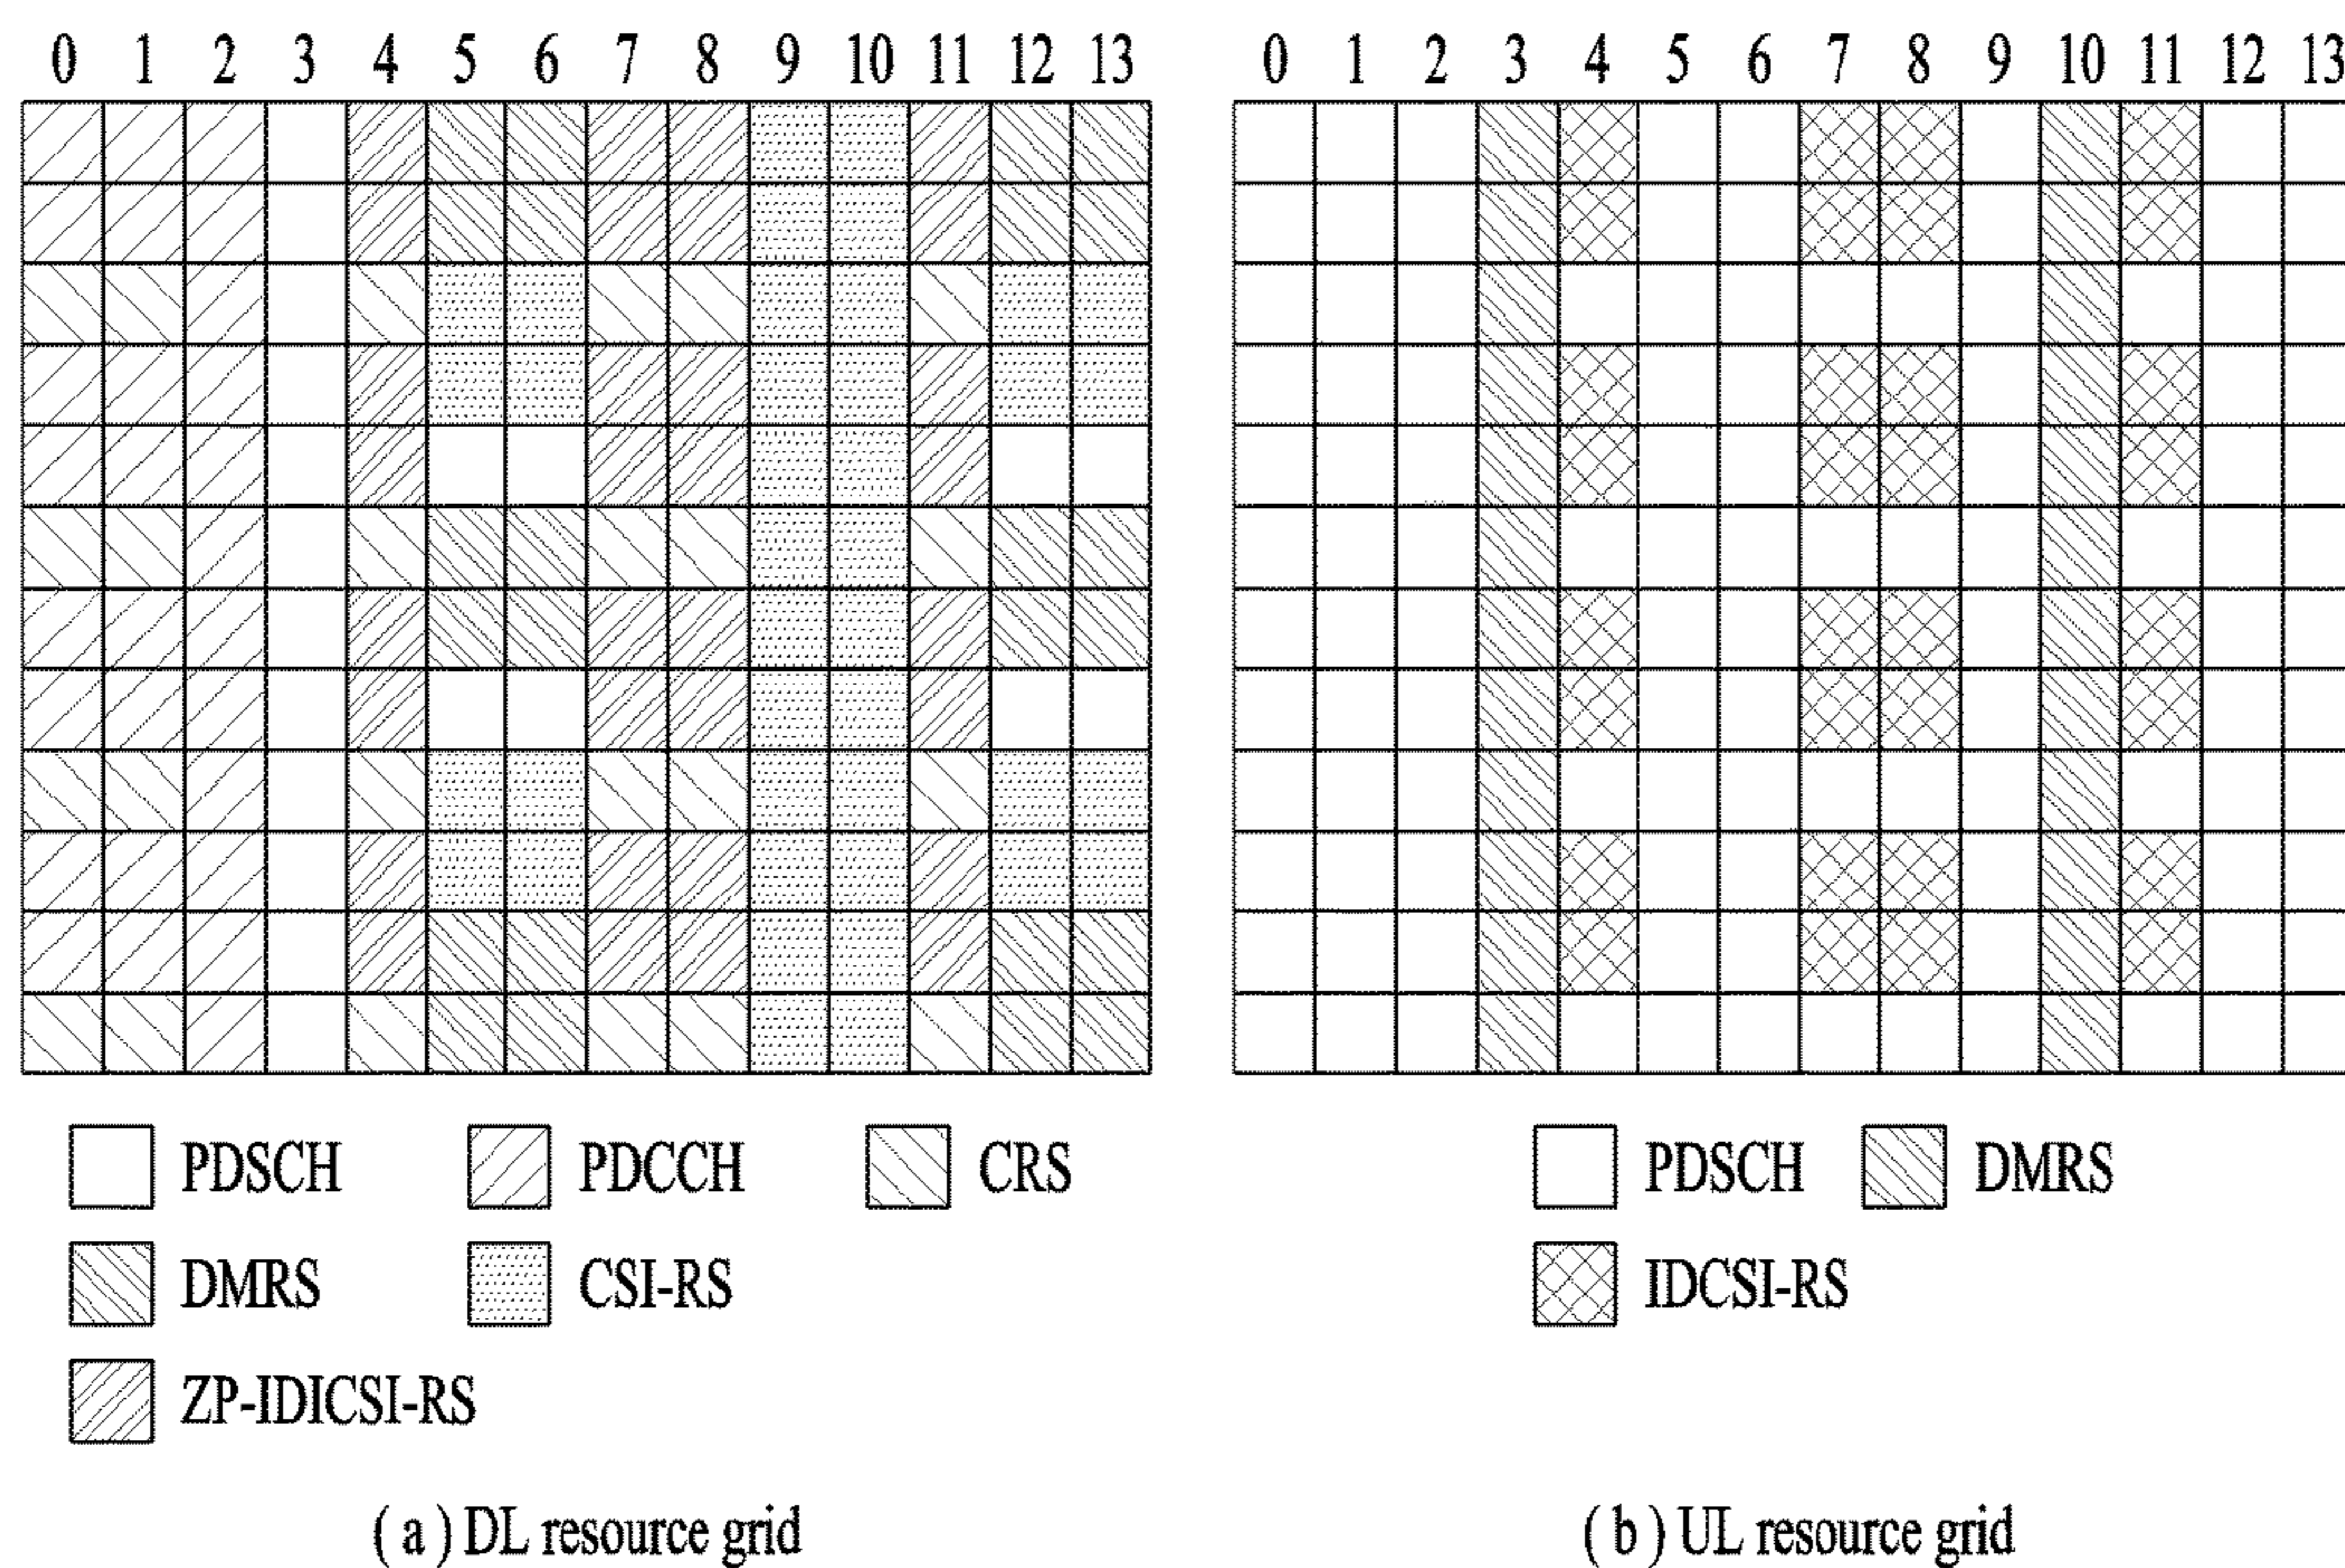 0 1 2 3 4 5 6 7 8 9 10 11 12 13
0 1 2 3 4 5 6 7 8 9 10 11 12 13
PDSCH PDCCH CRS
DMRS CSI-RS
ZP-IDICSI-RS
( a ) DL resource grid
PDSCH DMRS
IDCSI-RS
( b ) UL resource grid